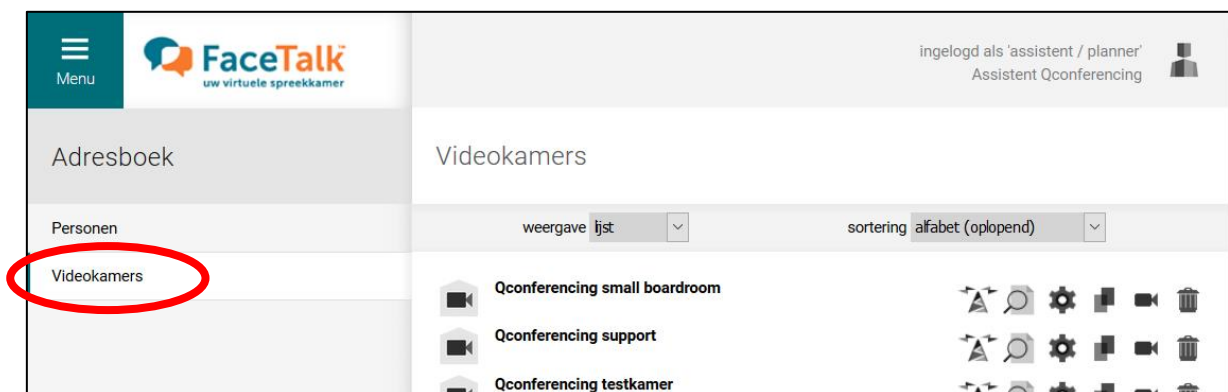 Menu
FaceTalk™
uw virtuele spreekkamer
ingelogd als 'assistent / planner'
Assistent Qconferencing
Adresboek
Videokamers
Personen
Videokamers
weergave lijst
sortering alfabet (oplopend)
Qconferencing small boardroom
Qconferencing support
Qconferencing testkamer